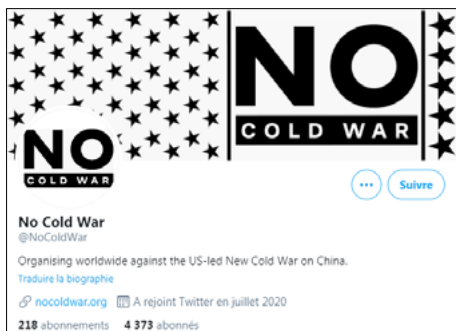 NO
COLD WAR
NO
COLD WAR
Suivre
No Cold War
@NoColdWar
Organising worldwide against the US-led New Cold War on China.
Traduire la biographie
nocoldwar.org A rejoint Twitter en juillet 2020
218 abonnements 4 373 abonnés